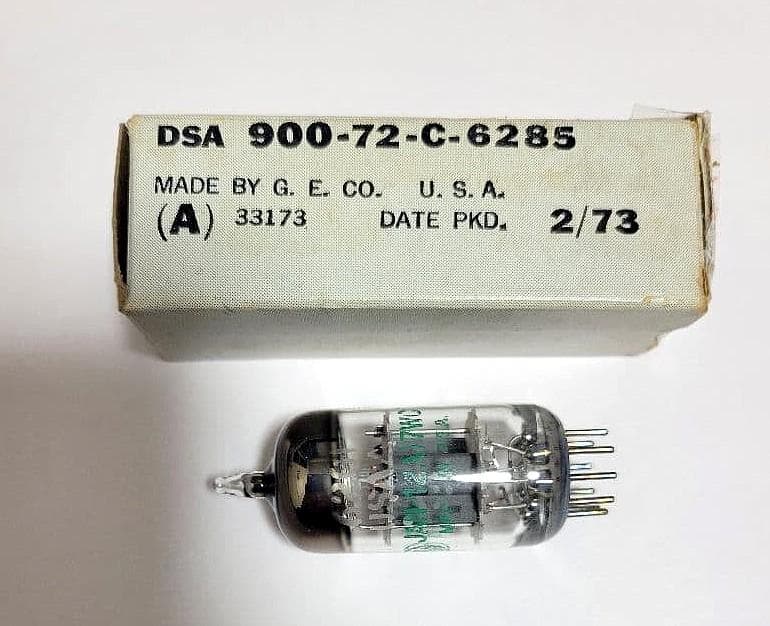 DSA 900-72-C-6285
MADE BY G. E. CO. U. S. A.
(A) 33173 DATE PKD. 2/73